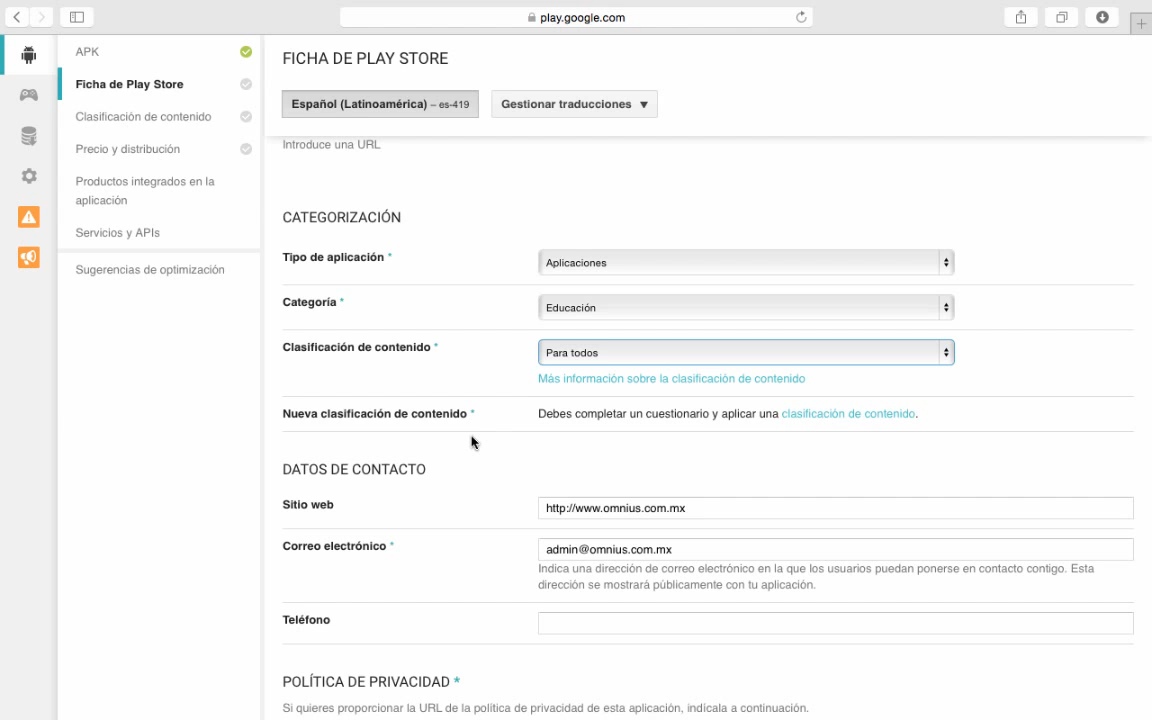 play.google.com
APK
Ficha de Play Store
Clasificación de contenido
Precio y distribución
Productos integrados en la
aplicación
Servicios y APIs
Sugerencias de optimización
FICHA DE PLAY STORE
Español (Latinoamérica) – es-419
Gestionar traducciones
Introduce una URL
CATEGORIZACIÓN
Tipo de aplicación *
Aplicaciones
Categoría *
Educación
Clasificación de contenido *
Para todos
Más información sobre la clasificación de contenido
Nueva clasificación de contenido *
Debes completar un cuestionario y aplicar una clasificación de contenido.
DATOS DE CONTACTO
Sitio web
http://www.omnius.com.mx
Correo electrónico *
admin@omnius.com.mx
Indica una dirección de correo electrónico en la que los usuarios puedan ponerse en contacto contigo. Esta
dirección se mostrará públicamente con tu aplicación.
Teléfono
POLÍTICA DE PRIVACIDAD *
Si quieres proporcionar la URL de la política de privacidad de esta aplicación, indícala a continuación.